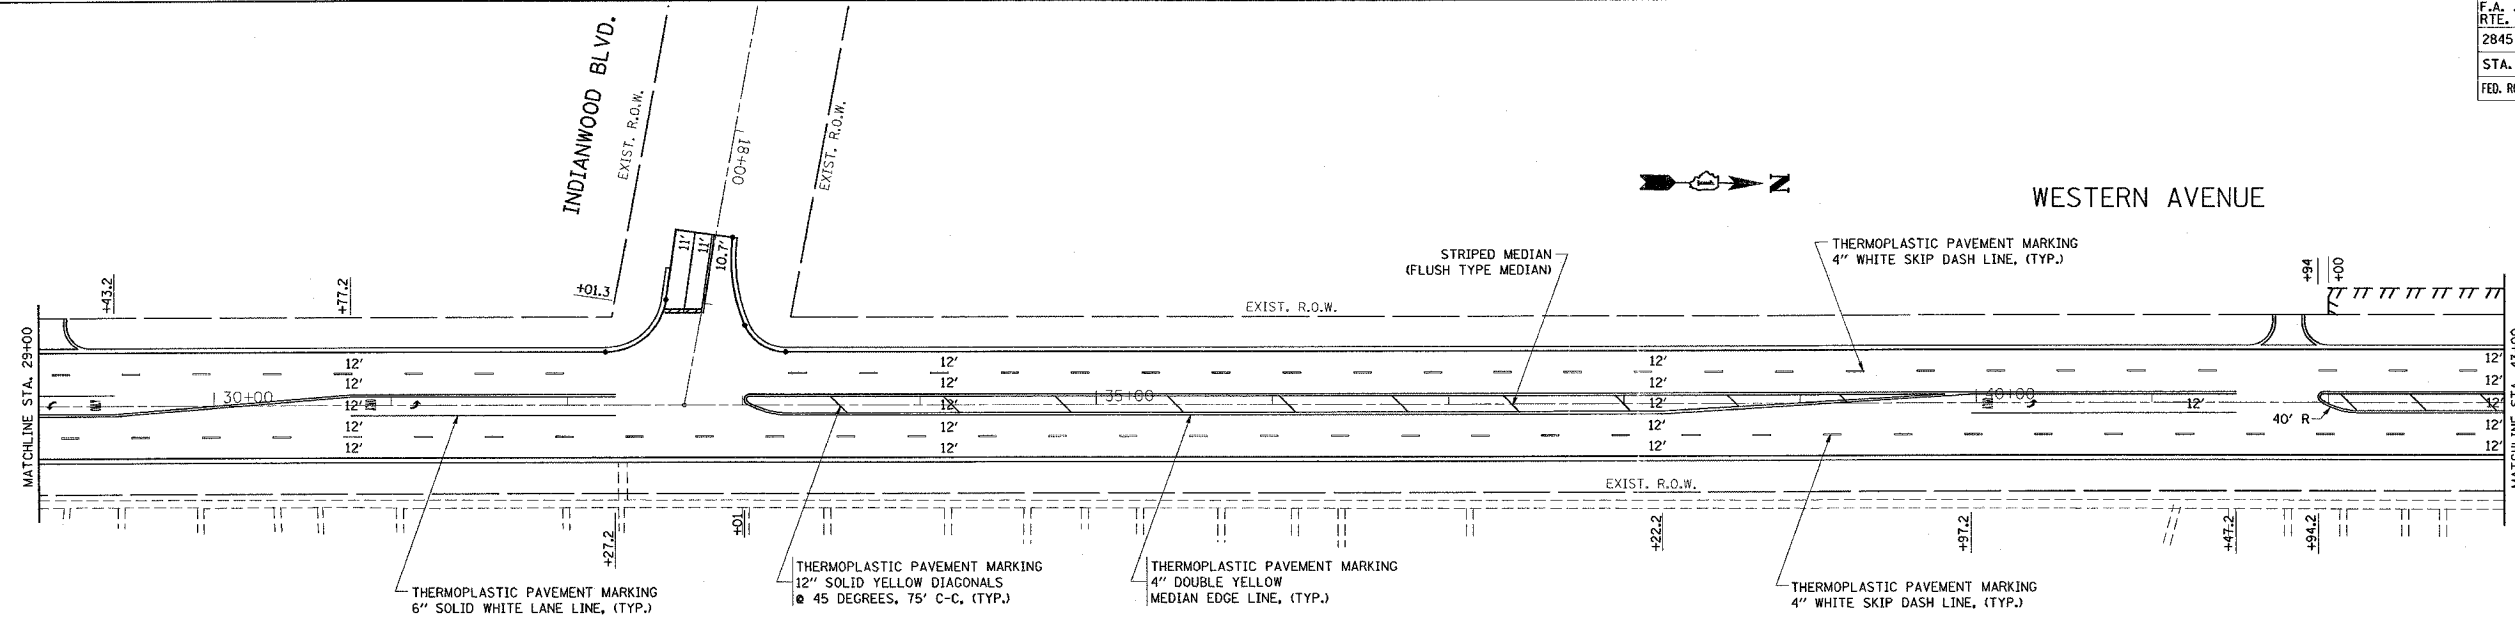 F.A.
RTE.
2845
STA.
FED.
INDIANWOOD BLVD.
EXIST. R.O.W.
18+00
EXIST. R.O.W.
N
WESTERN AVENUE
STRIPED MEDIAN
(FLUSH TYPE MEDIAN)
THERMOPLASTIC PAVEMENT MARKING
4" WHITE SKIP DASH LINE, (TYP.)
11'
11'
10.7'
+43.2
+77.2
+01.3
+94
+00
EXIST. R.O.W.
MATCHLINE STA. 29+00
12'
12'
12'
12'
12'
30+00
12'
12'
12'
12'
12'
35+00
12'
12'
12'
12'
12'
40+00
12'
40' R
12'
12'
12'
12'
12'
MATCHLINE STA. 43+00
EXIST. R.O.W.
+27.2
+01
+22.2
+97.2
+47.2
+94.2
THERMOPLASTIC PAVEMENT MARKING
6" SOLID WHITE LANE LINE, (TYP.)
THERMOPLASTIC PAVEMENT MARKING
12" SOLID YELLOW DIAGONALS
@ 45 DEGREES, 75' C-C, (TYP.)
THERMOPLASTIC PAVEMENT MARKING
4" DOUBLE YELLOW
MEDIAN EDGE LINE, (TYP.)
THERMOPLASTIC PAVEMENT MARKING
4" WHITE SKIP DASH LINE, (TYP.)